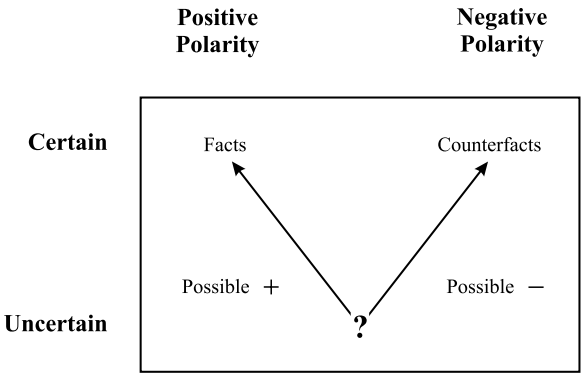 Positive Negative
Polarity Polarity
Certain Facts Counterfacts
Possible + Possible −
Uncertain ?